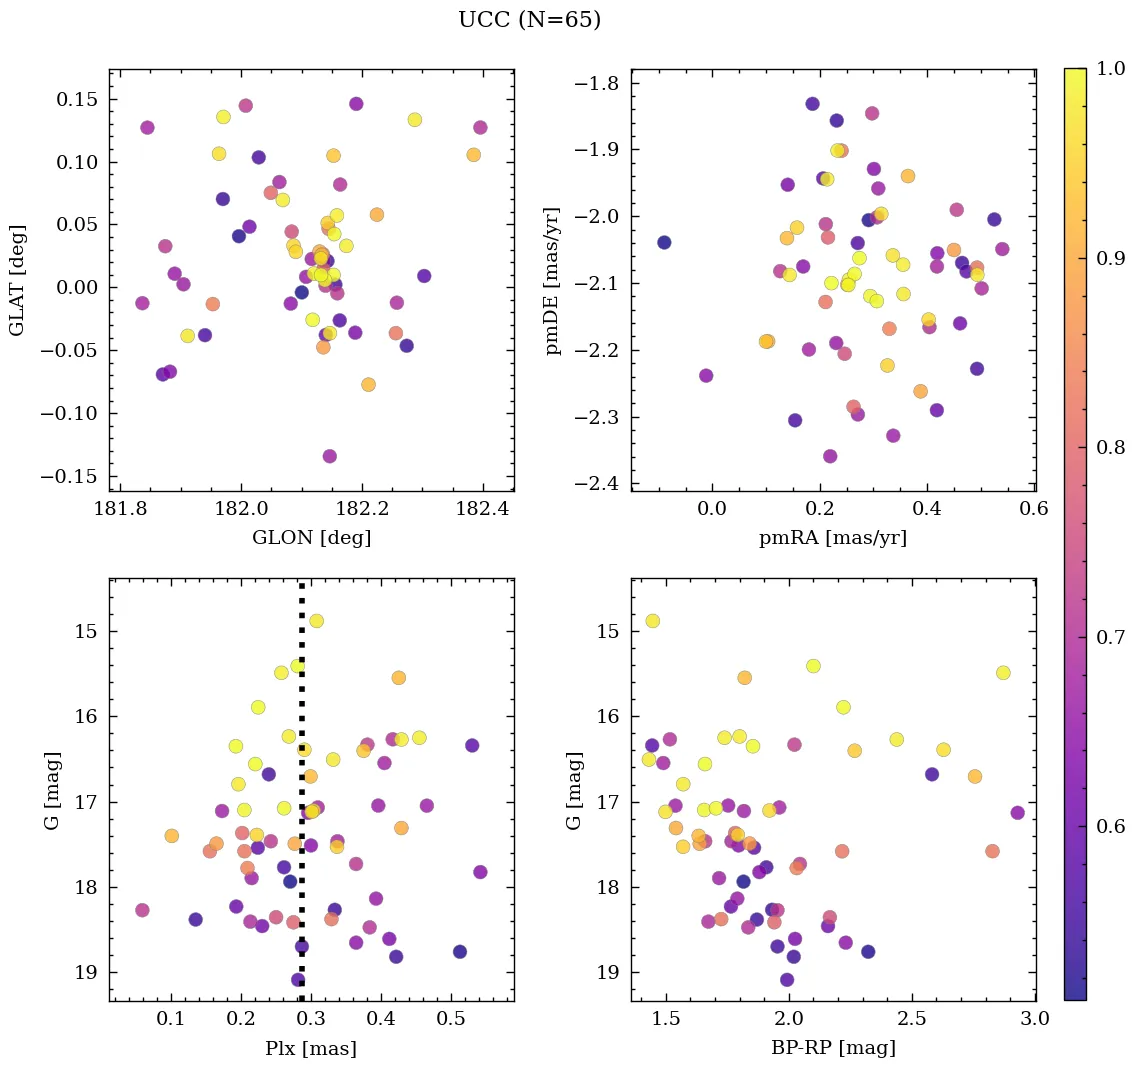 UCC (N=65)
0.15
0.10
0.05
0.00
−0.05
−0.10
−0.15
GLAT [deg]
181.8 182.0 182.2 182.4
GLON [deg]
−1.8
−1.9
−2.0
−2.1
−2.2
−2.3
−2.4
pmDE [mas/yr]
0.0 0.2 0.4 0.6
pmRA [mas/yr]
15
16
17
18
19
G [mag]
0.1 0.2 0.3 0.4 0.5
Plx [mas]
15
16
17
18
19
G [mag]
1.5 2.0 2.5 3.0
BP-RP [mag]
1.0
0.9
0.8
0.7
0.6